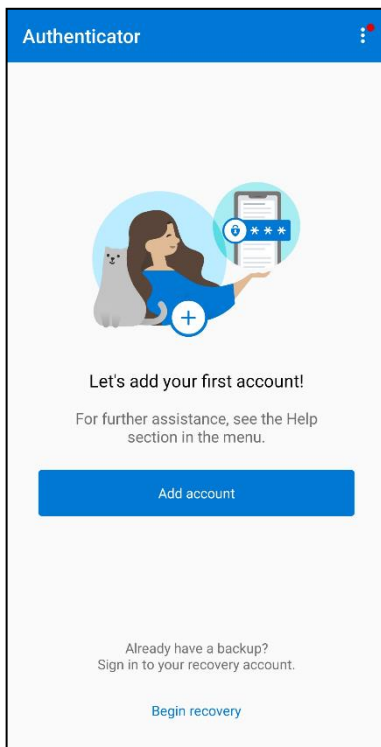 Authenticator
***
Let's add your first account!
For further assistance, see the Help
section in the menu.
Add account
Already have a backup?
Sign in to your recovery account.
Begin recovery